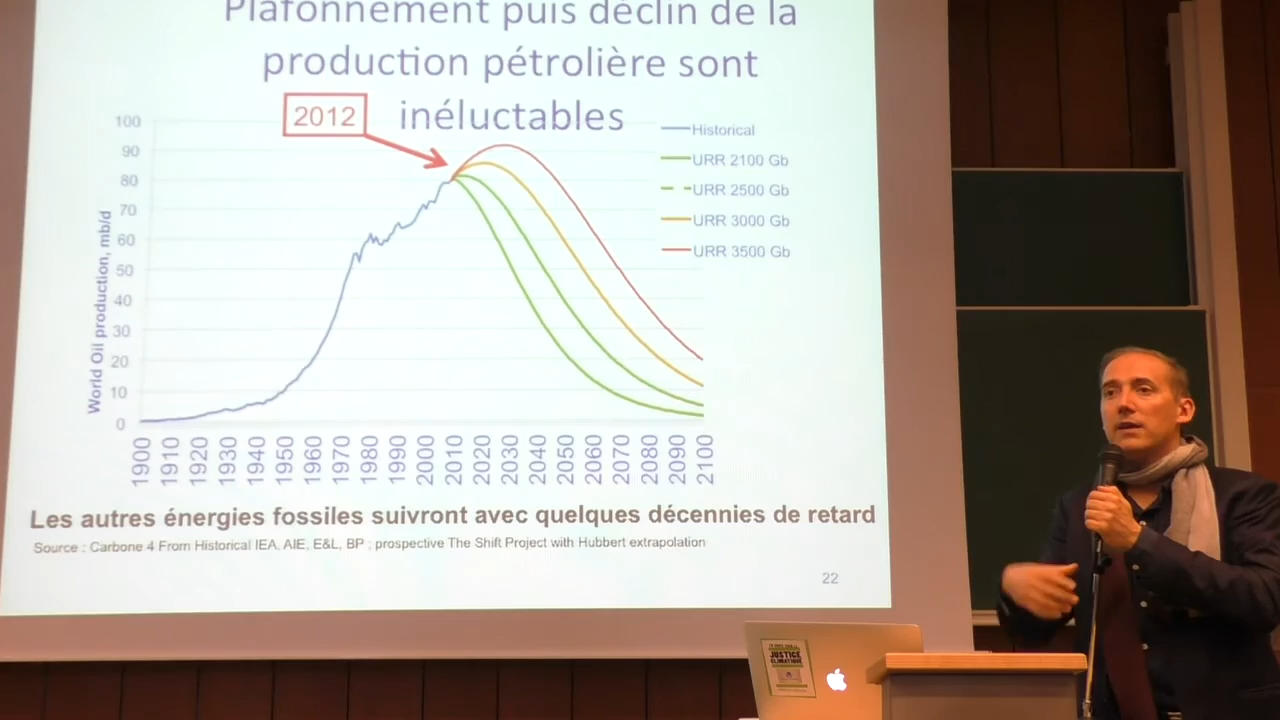 Plafonnement puis déclin de la
production pétrolière sont
inéluctables
2012
World Oil production, mb/d
100
90
80
70
60
50
40
30
20
10
0
1900 1910 1920 1930 1940 1950 1960 1970 1980 1990 2000 2010 2020 2030 2040 2050 2060 2070 2080 2090 2100
Historical
URR 2100 Gb
URR 2500 Gb
URR 3000 Gb
URR 3500 Gb
Les autres énergies fossiles suivront avec quelques décennies de retard
Source : Carbone 4 From Historical IEA, AIE, E&L, BP ; prospective The Shift Project with Hubbert extrapolation
22
JUSTICE
CLIMATIQUE